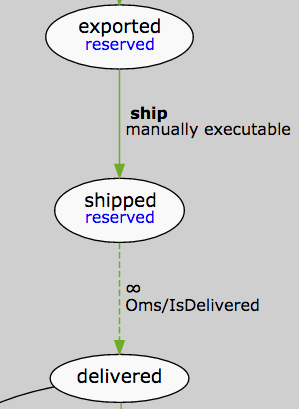 exported
reserved
ship
manually executable
shipped
reserved
∞
Oms/IsDelivered
delivered